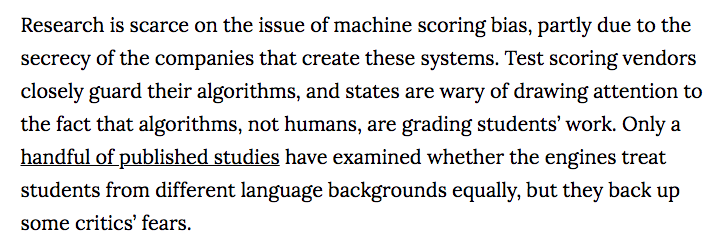 Research is scarce on the issue of machine scoring bias, partly due to the
secrecy of the companies that create these systems. Test scoring vendors
closely guard their algorithms, and states are wary of drawing attention to
the fact that algorithms, not humans, are grading students’ work. Only a
handful of published studies have examined whether the engines treat
students from different language backgrounds equally, but they back up
some critics’ fears.